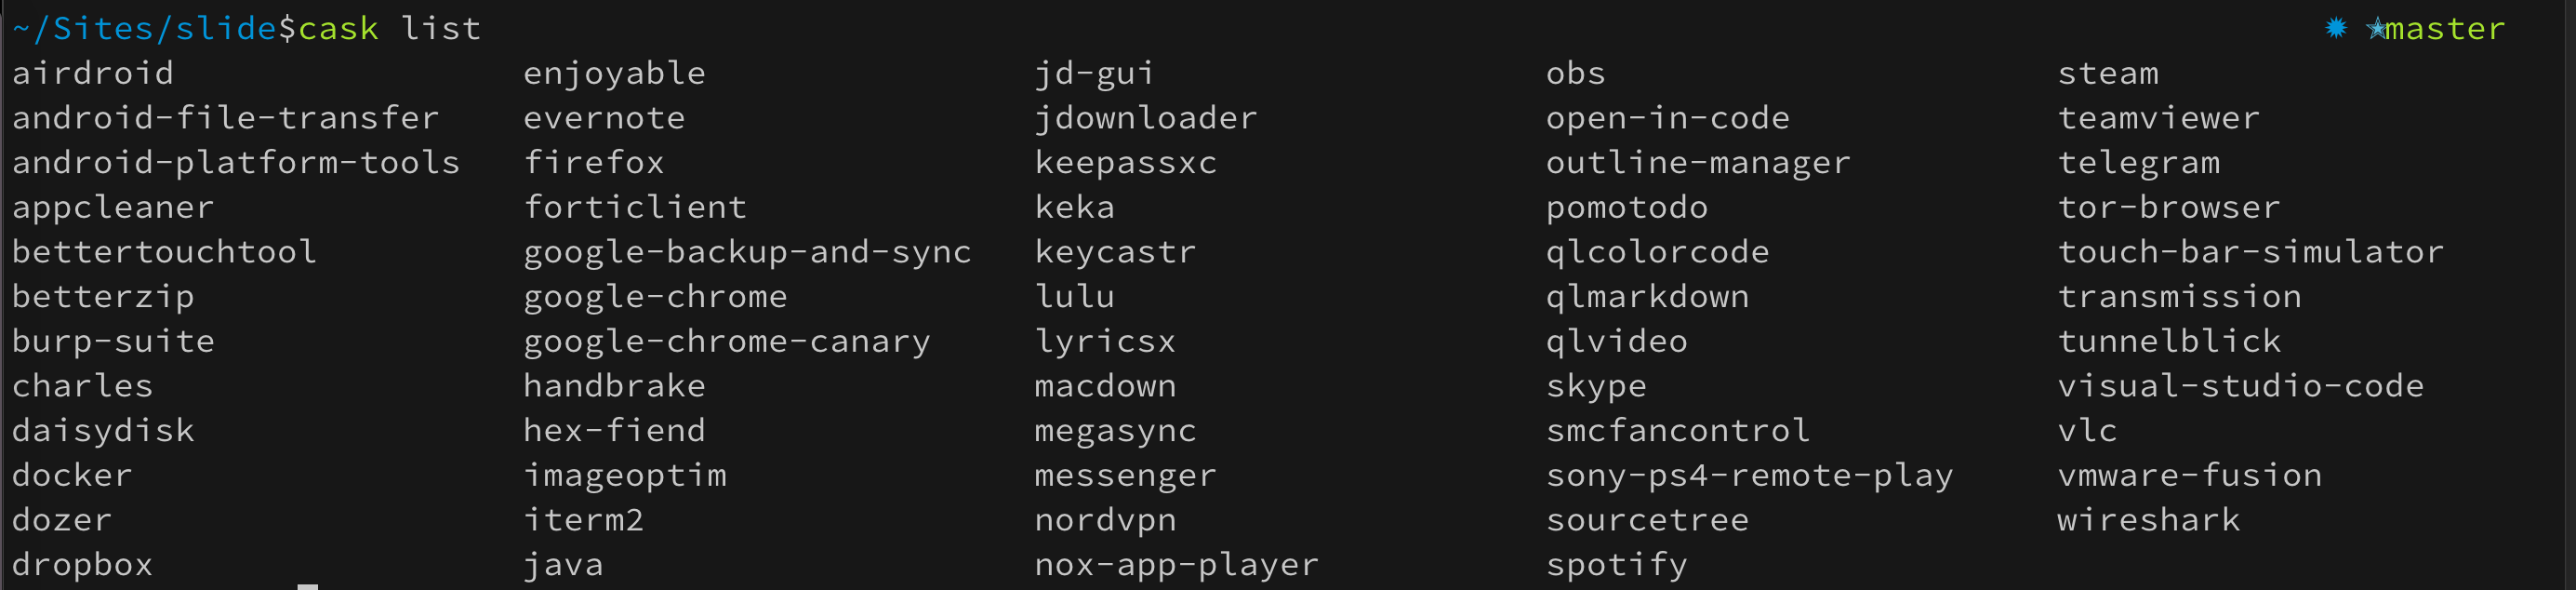 ~/Sites/slide$cask list ✹ ✭master
airdroid enjoyable jd-gui obs steam
android-file-transfer evernote jdownloader open-in-code teamviewer
android-platform-tools firefox keepassxc outline-manager telegram
appcleaner forticlient keka pomotodo tor-browser
bettertouchtool google-backup-and-sync keycastr qlcolorcode touch-bar-simulator
betterzip google-chrome lulu qlmarkdown transmission
burp-suite google-chrome-canary lyricsx qlvideo tunnelblick
charles handbrake macdown skype visual-studio-code
daisydisk hex-fiend megasync smcfancontrol vlc
docker imageoptim messenger sony-ps4-remote-play vmware-fusion
dozer iterm2 nordvpn sourcetree wireshark
dropbox java nox-app-player spotify